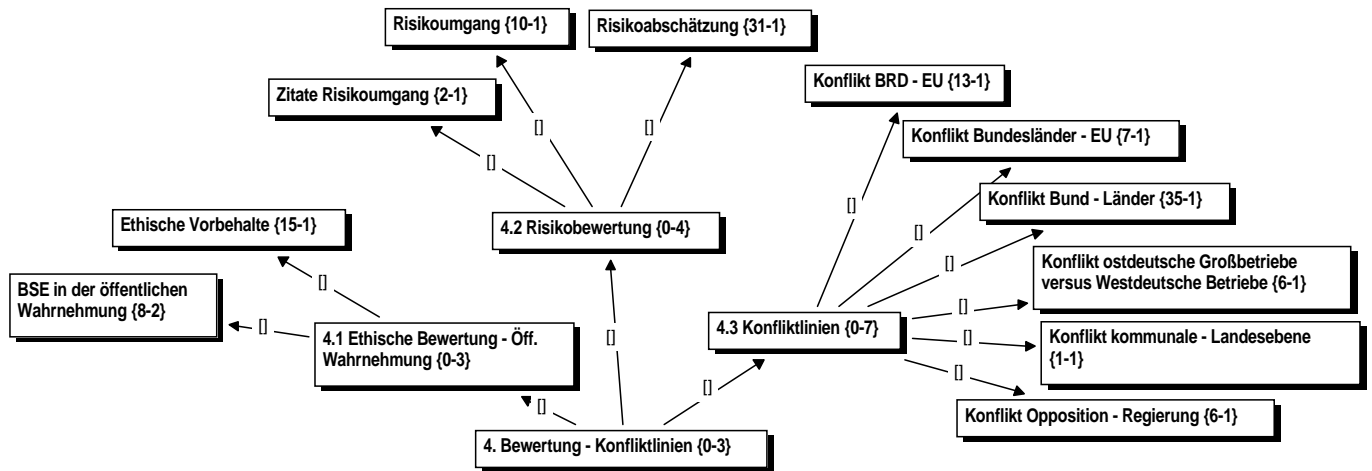 Risikoumgang {10-1}
Risikoabschätzung {31-1}
Zitate Risikoumgang {2-1}
Konflikt BRD - EU {13-1}
Konflikt Bundesländer - EU {7-1}
Konflikt Bund - Länder {35-1}
Ethische Vorbehalte {15-1}
4.2 Risikobewertung {0-4}
BSE in der öffentlichen
Wahrnehmung {8-2}
Konflikt ostdeutsche Großbetriebe
versus Westdeutsche Betriebe {6-1}
4.1 Ethische Bewertung - Öff.
Wahrnehmung {0-3}
4.3 Konfliktlinien {0-7}
Konflikt kommunale - Landesebene
{1-1}
Konflikt Opposition - Regierung {6-1}
4. Bewertung - Konfliktlinien {0-3}
[]
[]
[]
[]
[]
[]
[]
[]
[]
[]
[]
[]
[]
[]